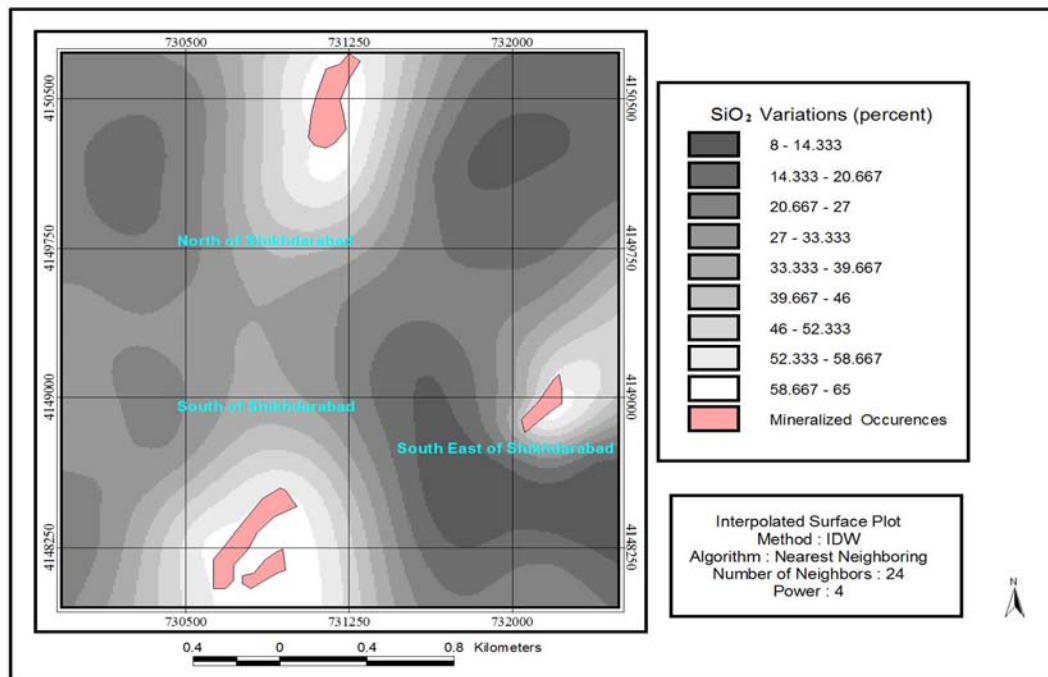 730500 731250 732000
4150500 4150500
4149750 4149750
4149000 4149000
4148250 4148250
730500 731250 732000
North of Shikhdarabad
South of Shikhdarabad
South East of Shikhdarabad
0.4 0 0.4 0.8 Kilometers
SiO₂ Variations (percent)
8 - 14.333
14.333 - 20.667
20.667 - 27
27 - 33.333
33.333 - 39.667
39.667 - 46
46 - 52.333
52.333 - 58.667
58.667 - 65
Mineralized Occurences
Interpolated Surface Plot
Method : IDW
Algorithm : Nearest Neighboring
Number of Neighbors : 24
Power : 4
N